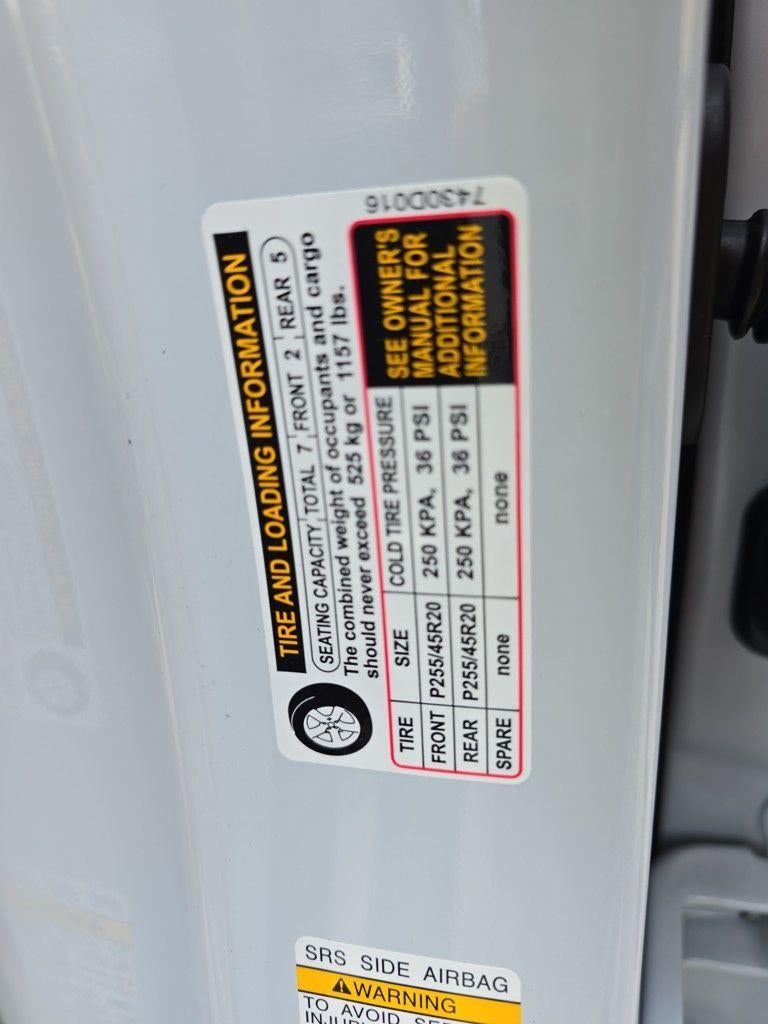 7430D016
TIRE AND LOADING INFORMATION
SEATING CAPACITY TOTAL 7 FRONT 2 REAR 5
The combined weight of occupants and cargo
should never exceed 525 kg or 1157 lbs.
TIRE SIZE COLD TIRE PRESSURE
FRONT P255/45R20 250 KPA, 36 PSI
REAR P255/45R20 250 KPA, 36 PSI
SPARE none none
SEE OWNER'S
MANUAL FOR
ADDITIONAL
INFORMATION
SRS SIDE AIRBAG
WARNING
TO AVOID